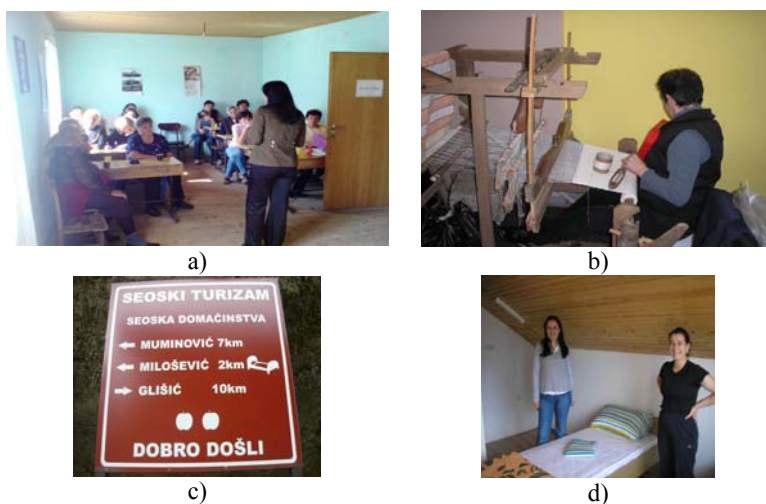 a)
b)
SEOSKI TURIZAM
SEOSKA DOMAĆINSTVA
MUMINOVIĆ 7km
MILOŠEVIĆ 2km
GLIŠIĆ 10km
DOBRO DOŠLI
c)
d)